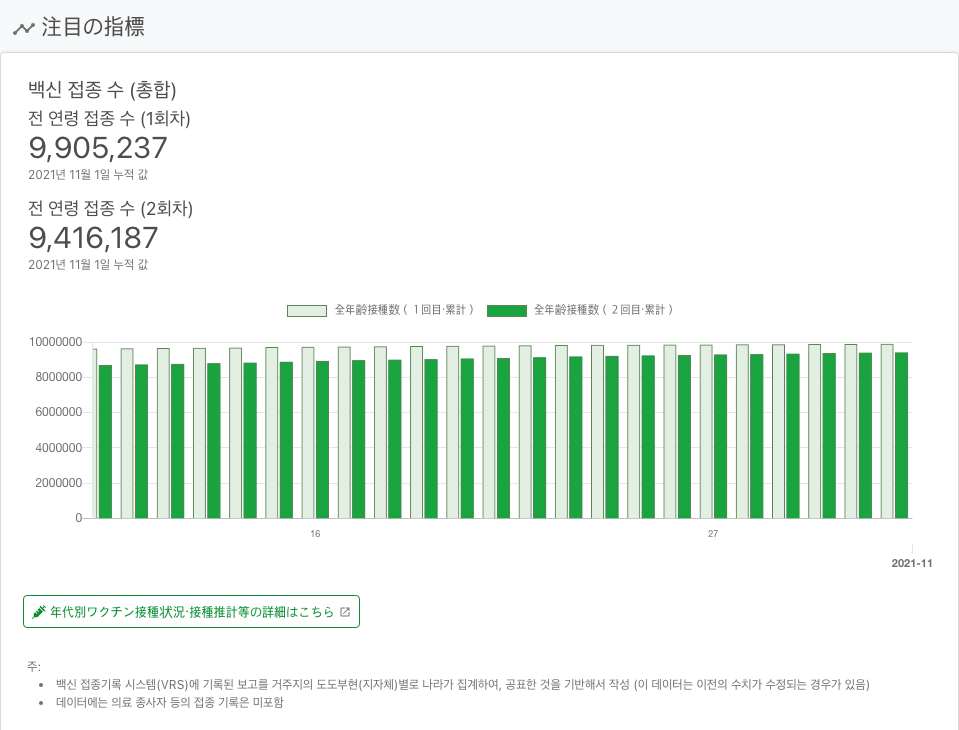 注目の指標
백신 접종 수 (총합)
전 연령 접종 수 (1회차)
9,905,237
2021년 11월 1일 누적 값
전 연령 접종 수 (2회차)
9,416,187
2021년 11월 1일 누적 값
全年齢接種数（１回目·累計） 全年齢接種数（２回目·累計）
10000000
8000000
6000000
4000000
2000000
0
16 27
2021-11
年代別ワクチン接種状況·接種推計等の詳細はこちら
주:
• 백신 접종기록 시스템(VRS)에 기록된 보고를 거주지의 도도부현(지자체)별로 나라가 집계하여, 공표한 것을 기반해서 작성 (이 데이터는 이전의 수치가 수정되는 경우가 있음)
• 데이터에는 의료 종사자 등의 접종 기록은 미포함